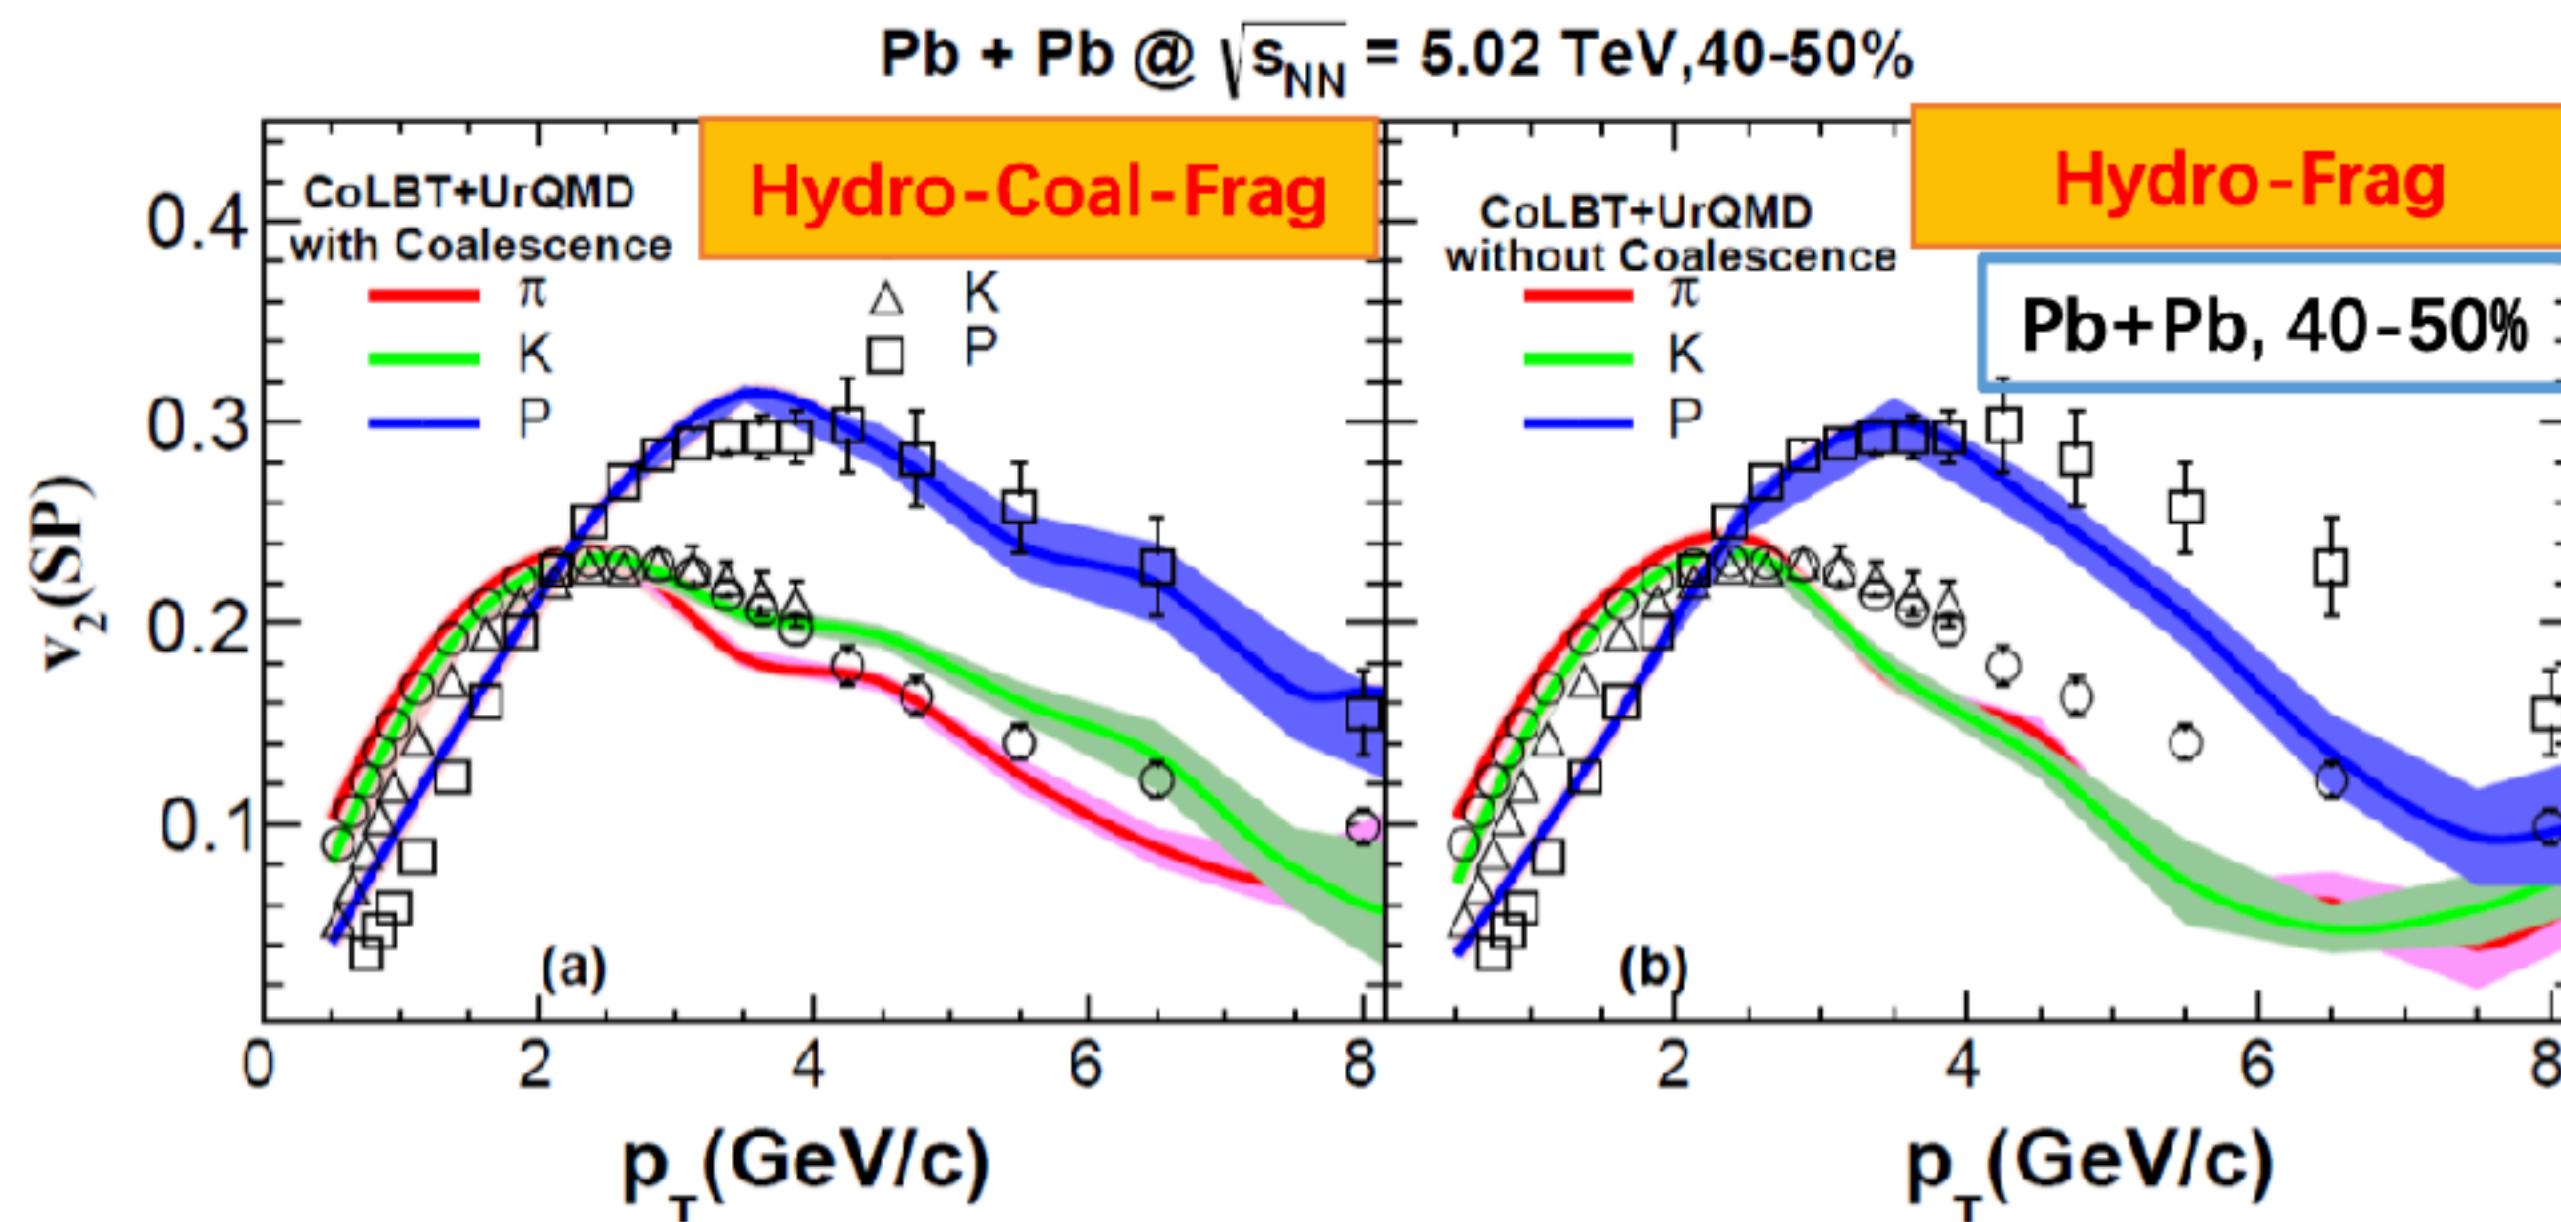 Pb + Pb @ √sNN = 5.02 TeV,40-50%
Hydro-Coal-Frag
CoLBT+UrQMD
with Coalescence
π
K
P
K
P
(a)
Hydro-Frag
CoLBT+UrQMD
without Coalescence
Pb+Pb, 40-50%
π
K
P
(b)
v2(SP)
0.4
0.3
0.2
0.1
0 2 4 6 8
2 4 6 8
pT(GeV/c)
pT(GeV/c)